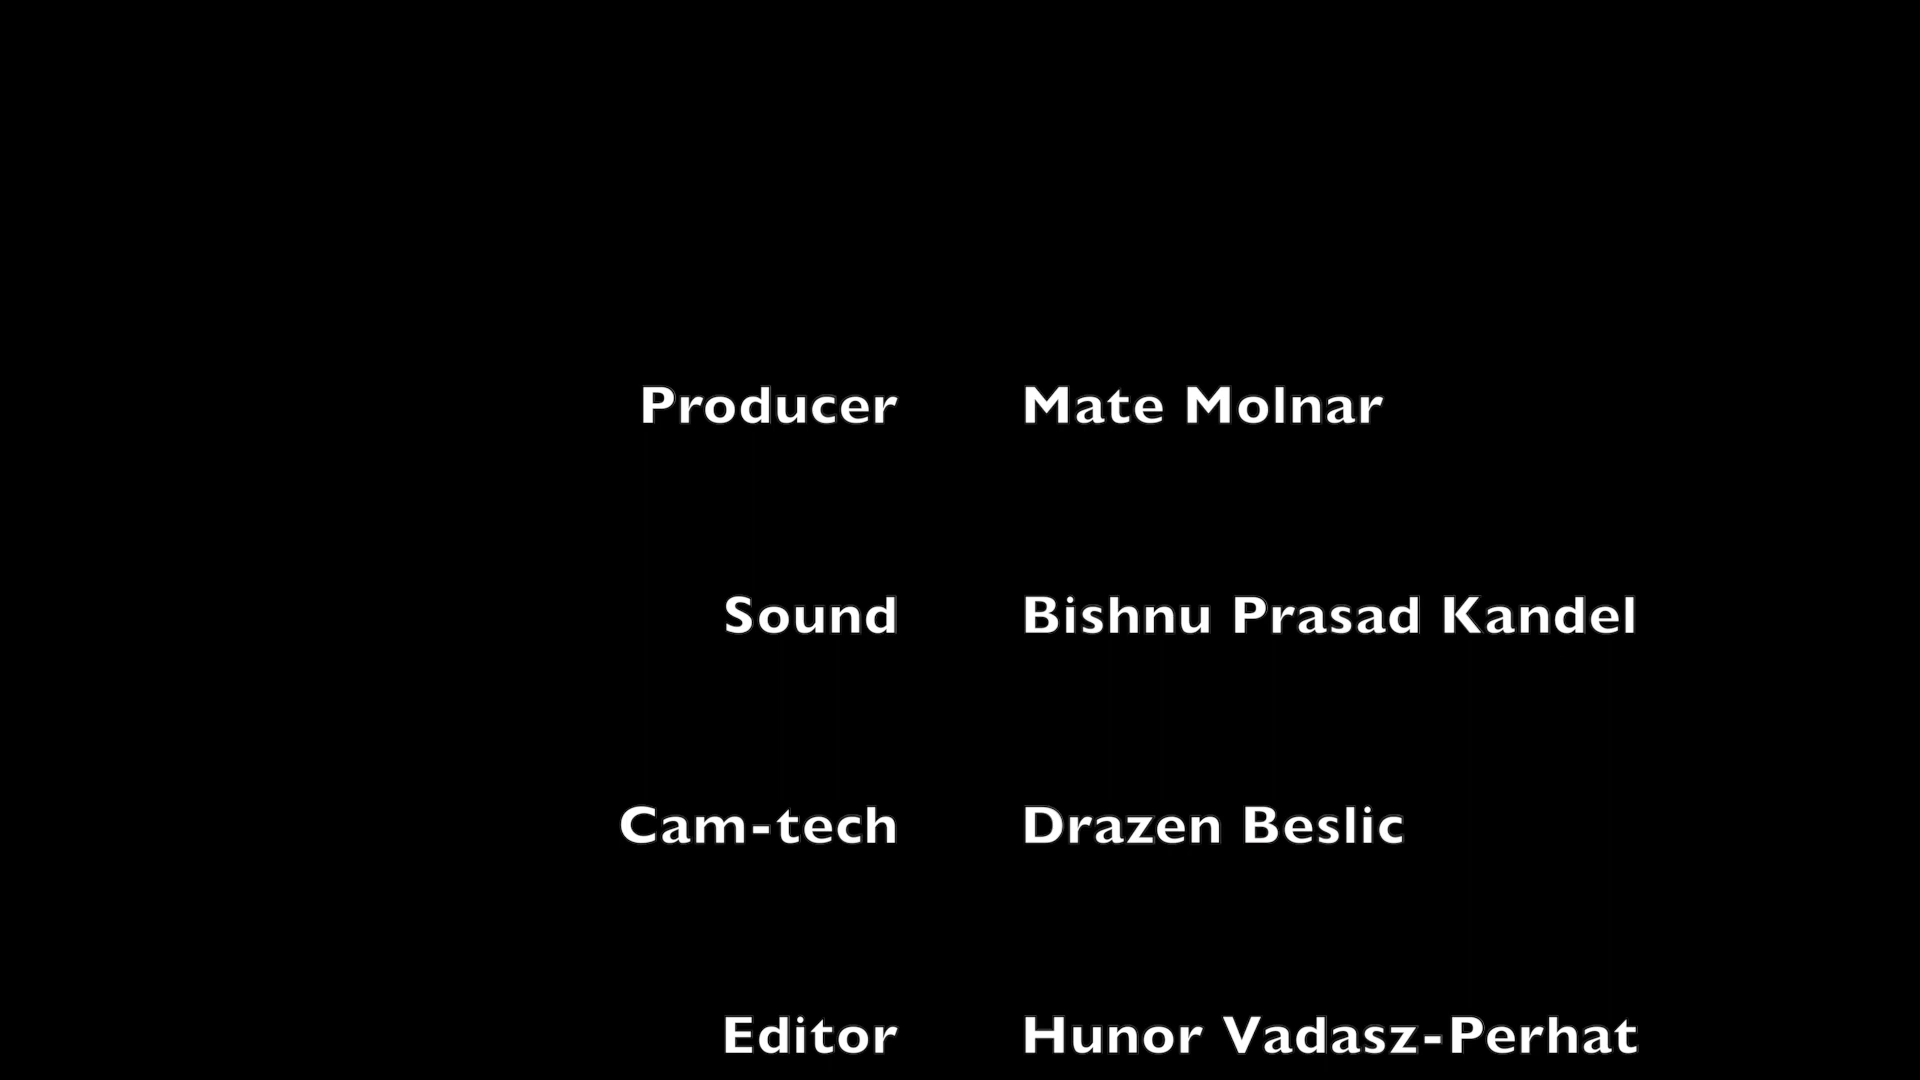 Producer Mate Molnar
Sound Bishnu Prasad Kandel
Cam-tech Drazen Beslic
Editor Hunor Vadasz-Perhat